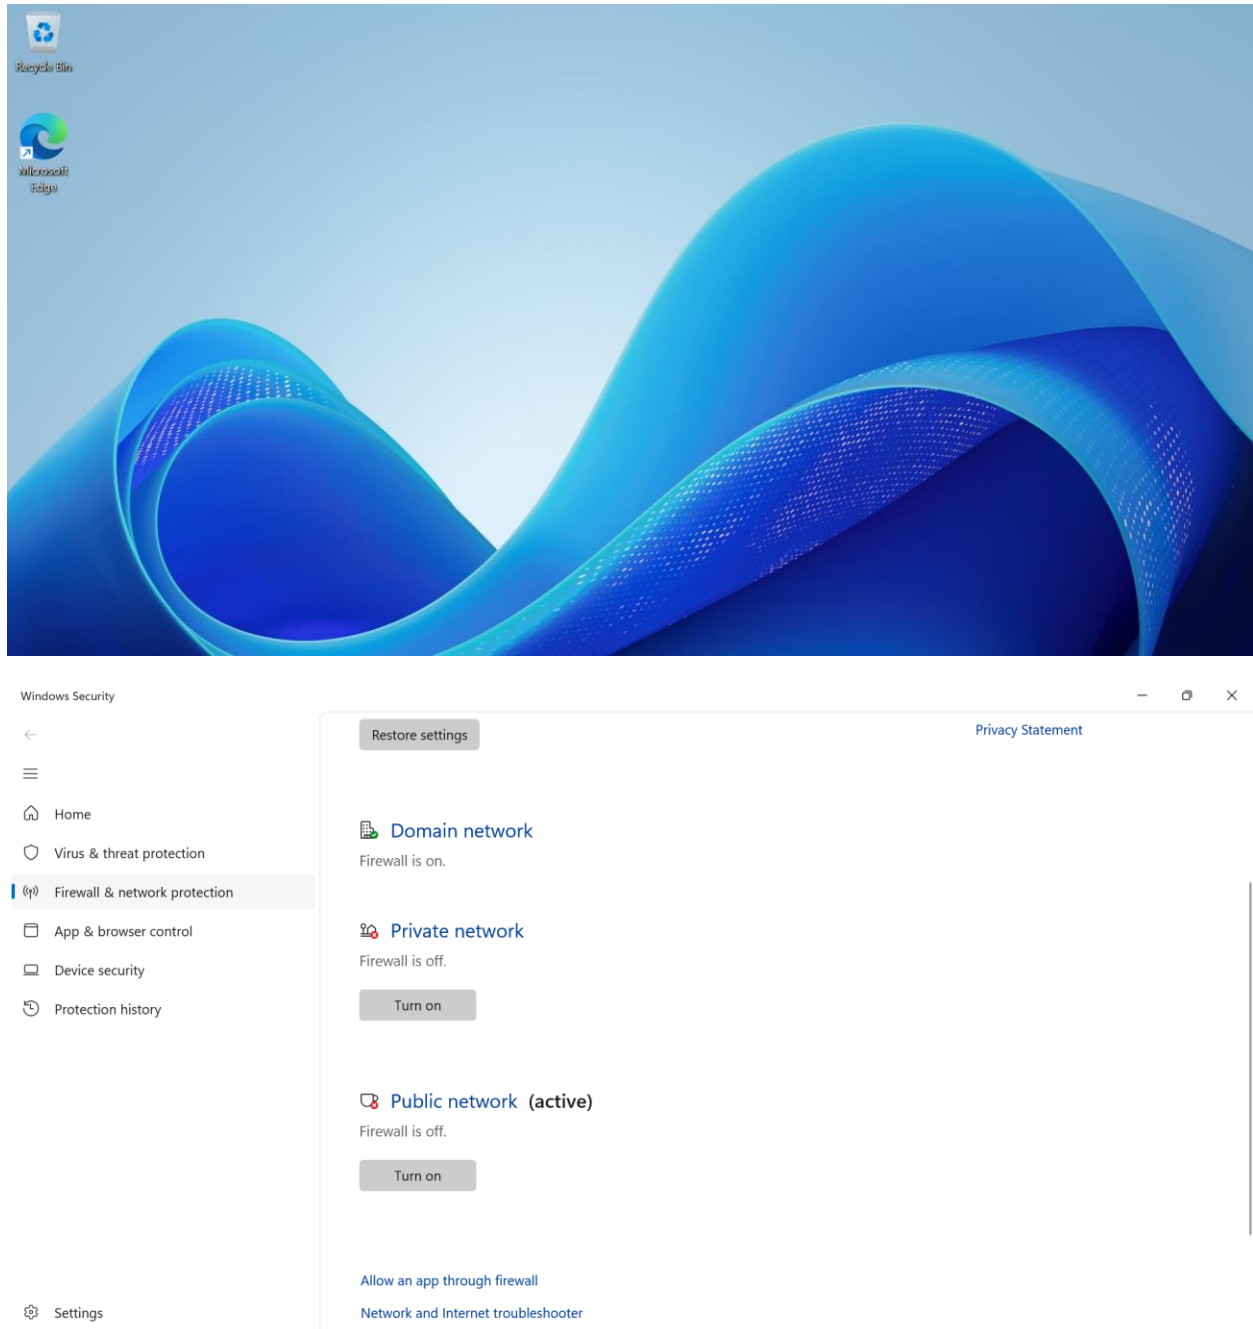 Recycle Bin
Microsoft
Edge
Windows Security
Restore settings
Privacy Statement
Home
Virus & threat protection
Firewall & network protection
App & browser control
Device security
Protection history
Settings
Domain network
Firewall is on.
Private network
Firewall is off.
Turn on
Public network (active)
Firewall is off.
Turn on
Allow an app through firewall
Network and Internet troubleshooter